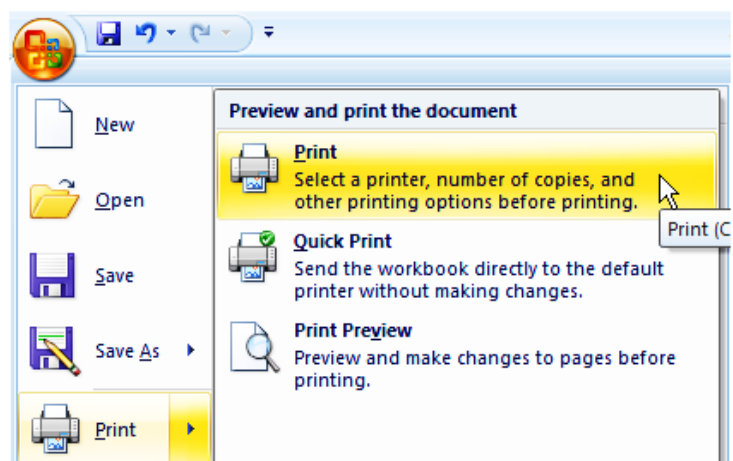 New
Open
Save
Save As
Print
Preview and print the document
Print
Select a printer, number of copies, and
other printing options before printing.
Print (C
Quick Print
Send the workbook directly to the default
printer without making changes.
Print Preview
Preview and make changes to pages before
printing.